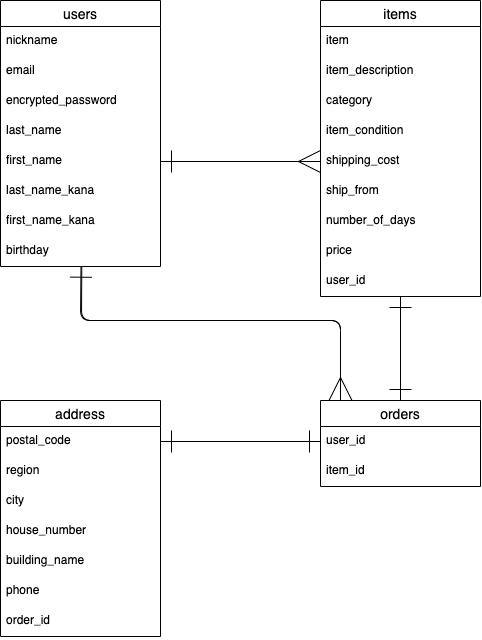 users
nickname
email
encrypted_password
last_name
first_name
last_name_kana
first_name_kana
birthday
items
item
item_description
category
item_condition
shipping_cost
ship_from
number_of_days
price
user_id
address
postal_code
region
city
house_number
building_name
phone
order_id
orders
user_id
item_id